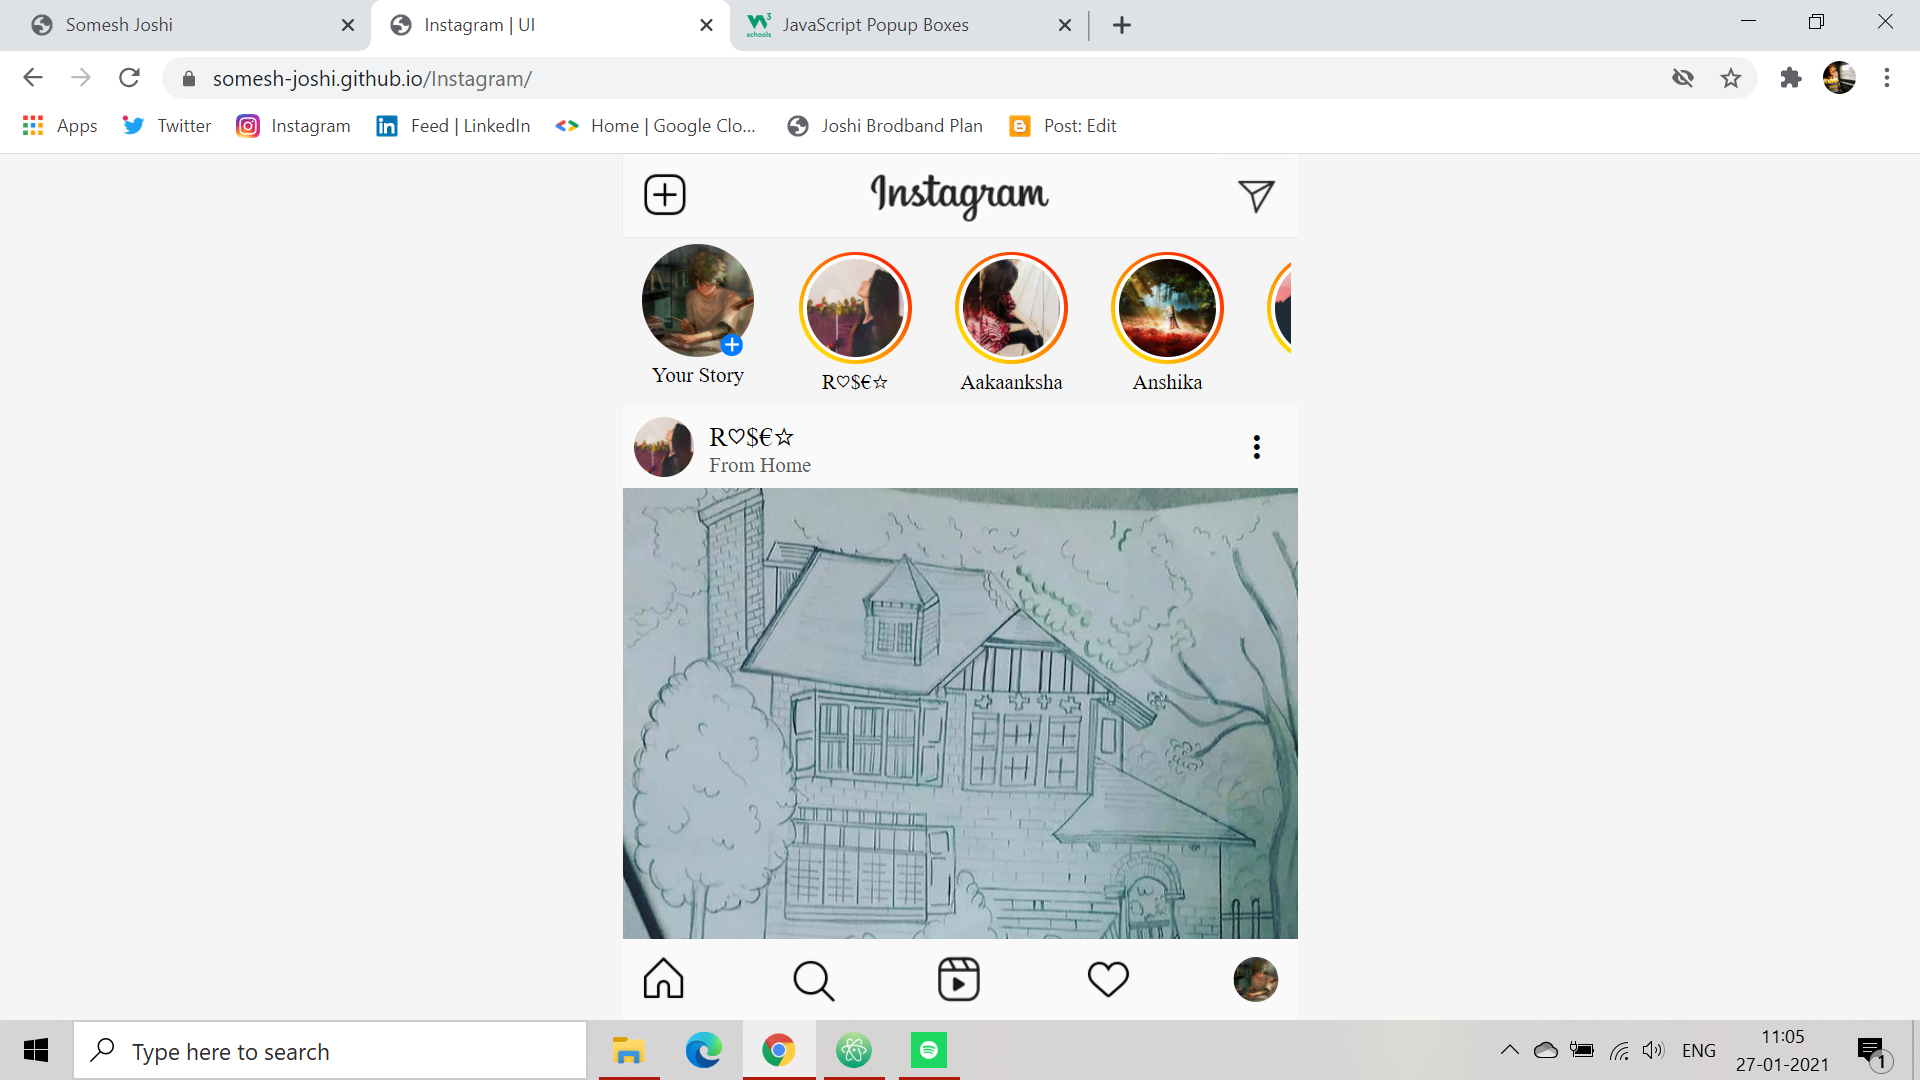 Somesh Joshi
Instagram | UI
W3 schools
JavaScript Popup Boxes
somesh-joshi.github.io/Instagram/
Apps
Twitter
Instagram
Feed | LinkedIn
Home | Google Clo...
Joshi Brodband Plan
Post: Edit
Instagram
Your Story
R♡$€☆
Aakaanksha
Anshika
R♡$€☆
From Home
Type here to search
ENG
11:05
27-01-2021
1